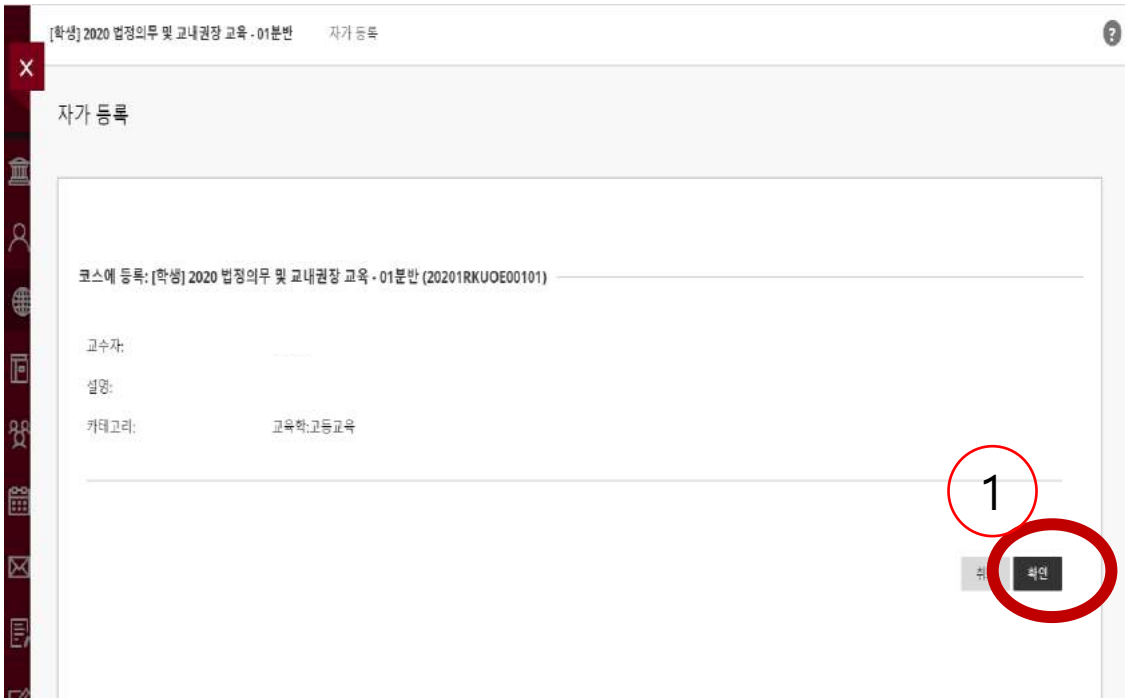 [학생] 2020 법정의무 및 교내권장 교육 - 01분반 자가 등록
?
X
자가 등록
코스에 등록: [학생] 2020 법정의무 및 교내권장 교육 - 01분반 (20201RKUOE00101)
교수자:
설명:
카테고리: 교육학:고등교육
1
확인